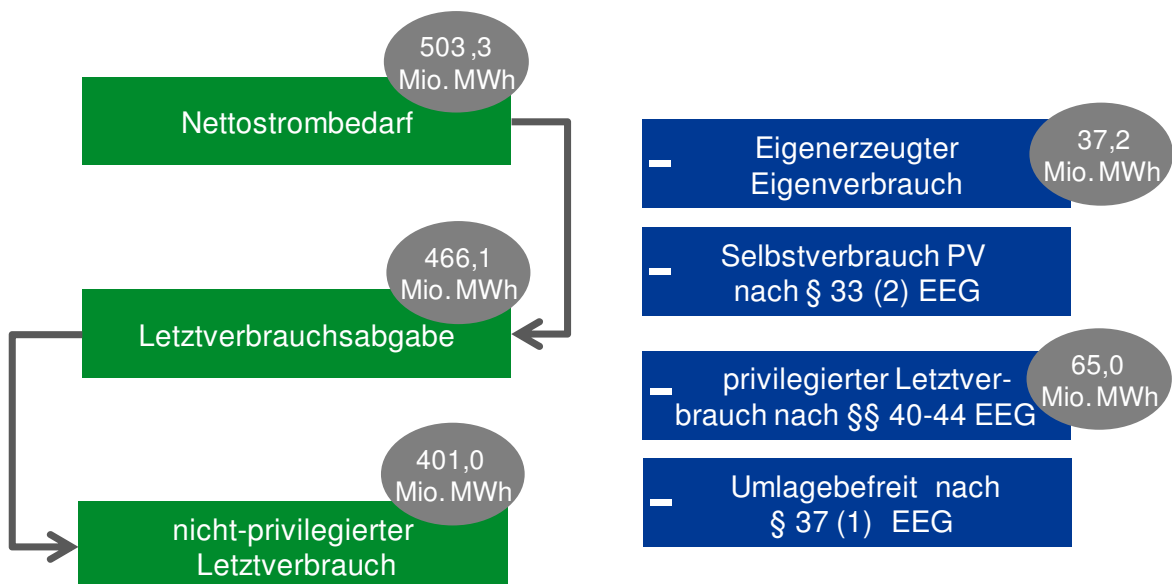 503,3
Mio. MWh
Nettostrombedarf
466,1
Mio. MWh
Letztverbrauchsabgabe
401,0
Mio. MWh
nicht-privilegierter
Letztverbrauch
37,2
Mio. MWh
– Eigenerzeugter
Eigenverbrauch
– Selbstverbrauch PV
nach § 33 (2) EEG
65,0
Mio. MWh
– privilegierter Letztver-
brauch nach §§ 40-44 EEG
– Umlagebefreit nach
§ 37 (1) EEG